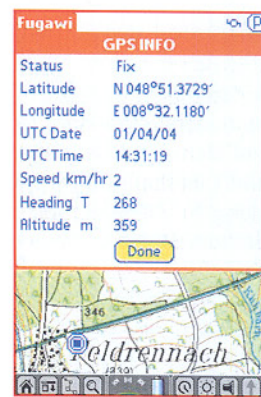 Fugawi
GPS INFO
Status Fix
Latitude N 048°51.3729'
Longitude E 008°32.1180'
UTC Date 01/04/04
UTC Time 14:31:19
Speed km/hr 2
Heading T 268
Altitude m 359
Done
346
Feldrennach